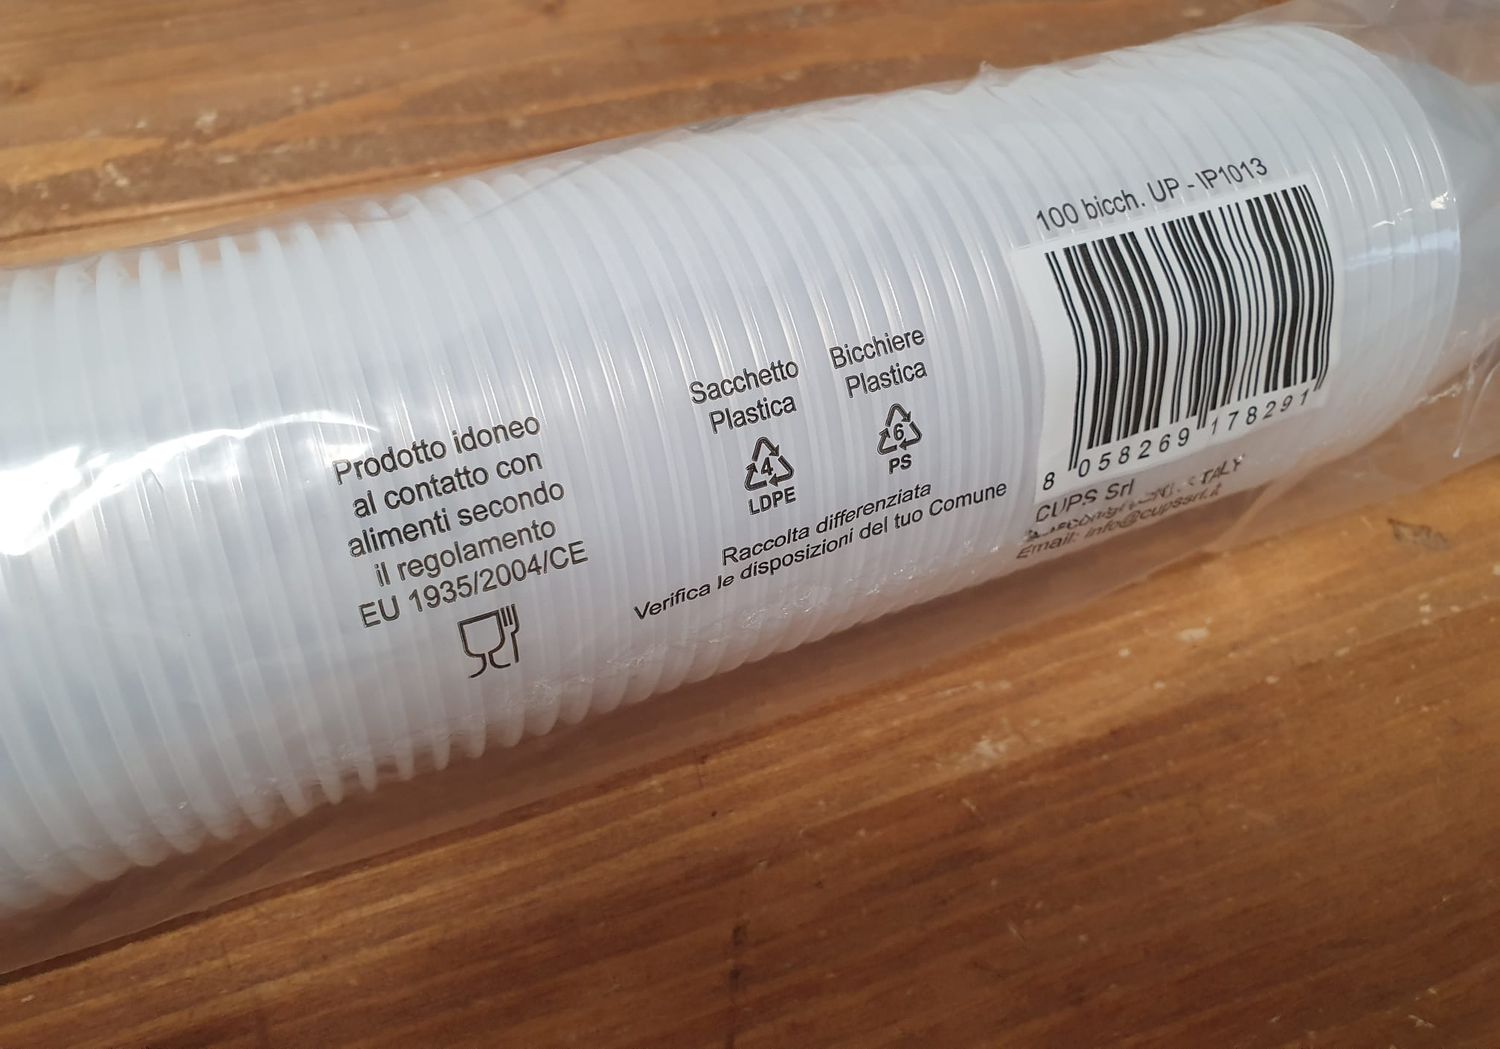 Prodotto idoneo
al contatto con
alimenti secondo
il regolamento
EU 1935/2004/CE
Sacchetto
Plastica
4
LDPE
Bicchiere
Plastica
6
PS
Raccolta differenziata
Verifica le disposizioni del tuo Comune
100 bicch. UP - IP1013
8 058269 178291
CUPS Srl
ITALY
Email: info@cupssrl.it